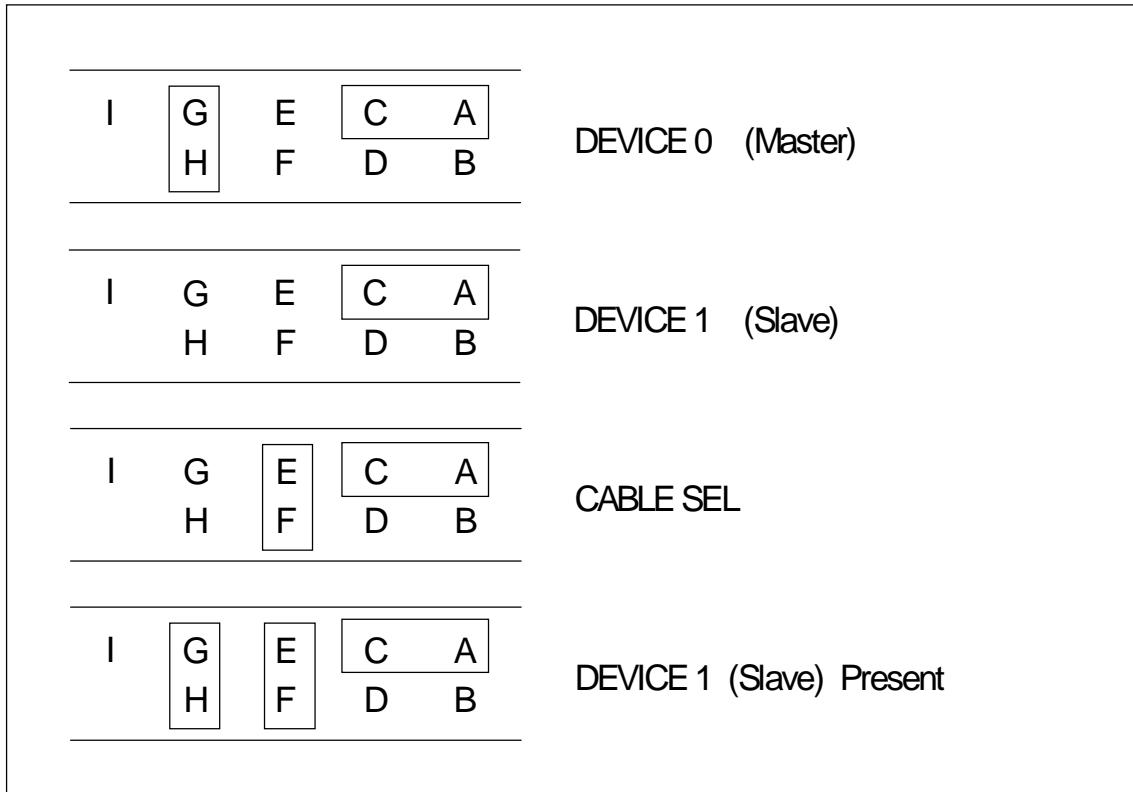 I G E C A
DEVICE 0 (Master)
H F D B
I G E C A
DEVICE 1 (Slave)
H F D B
I G E C A
CABLE SEL
H F D B
I G E C A
DEVICE 1 (Slave) Present
H F D B